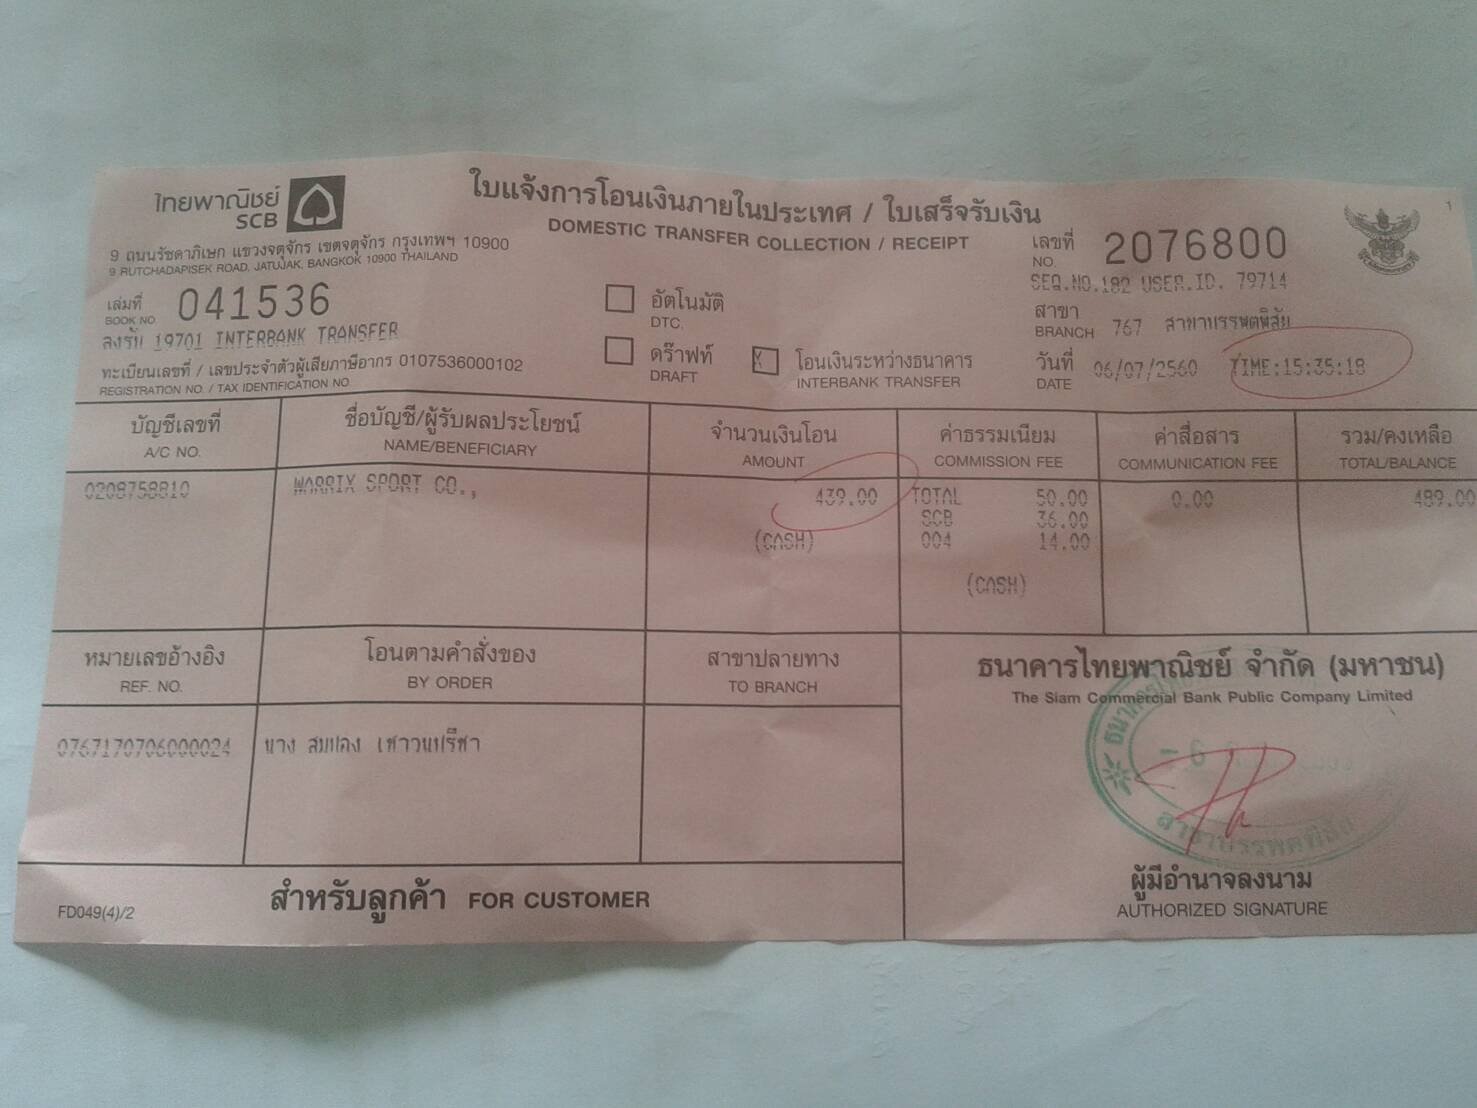 ไทยพาณิชย์
SCB
ใบแจ้งการโอนเงินภายในประเทศ / ใบเสร็จรับเงิน
DOMESTIC TRANSFER COLLECTION / RECEIPT
1
9 ถนนรัชดาภิเษก แขวงจตุจักร เขตจตุจักร กรุงเทพฯ 10900
9 RUTCHADAPISEK ROAD, JATUJAK, BANGKOK 10900 THAILAND
เลขที่ 2076800
NO.
SEQ.NO.182 USER.ID. 79714
เล่มที่ 041536
BOOK NO.
ลงรับ 19701 INTERBANK TRANSFER
ทะเบียนเลขที่ / เลขประจำตัวผู้เสียภาษีอากร 0107536000102
REGISTRATION NO. / TAX IDENTIFICATION NO.
อัตโนมัติ
DTC.
ดร๊าฟท์
DRAFT
X โอนเงินระหว่างธนาคาร
INTERBANK TRANSFER
สาขา
BRANCH 767 สาขาบรรพตพิสัย
วันที่ 06/07/2560 TIME:15:35:18
DATE
บัญชีเลขที่ ชื่อบัญชี/ผู้รับผลประโยชน์ จำนวนเงินโอน ค่าธรรมเนียม ค่าสื่อสาร รวม/คงเหลือ
A/C NO. NAME/BENEFICIARY AMOUNT COMMISSION FEE COMMUNICATION FEE TOTAL/BALANCE
0208758810 WARRIX SPORT CO., 439.00 TOTAL 50.00 0.00 489.00
SCB 36.00
(CASH) 004 14.00
(CASH)
หมายเลขอ้างอิง โอนตามคำสั่งของ สาขาปลายทาง
REF. NO. BY ORDER TO BRANCH
0767170706000024 นาง สมปอง เชาวนปรีชา
ธนาคารไทยพาณิชย์ จำกัด (มหาชน)
The Siam Commercial Bank Public Company Limited
- 6
สาขาบรรพตพิสัย
ผู้มีอำนาจลงนาม
AUTHORIZED SIGNATURE
FD049(4)/2
สำหรับลูกค้า FOR CUSTOMER